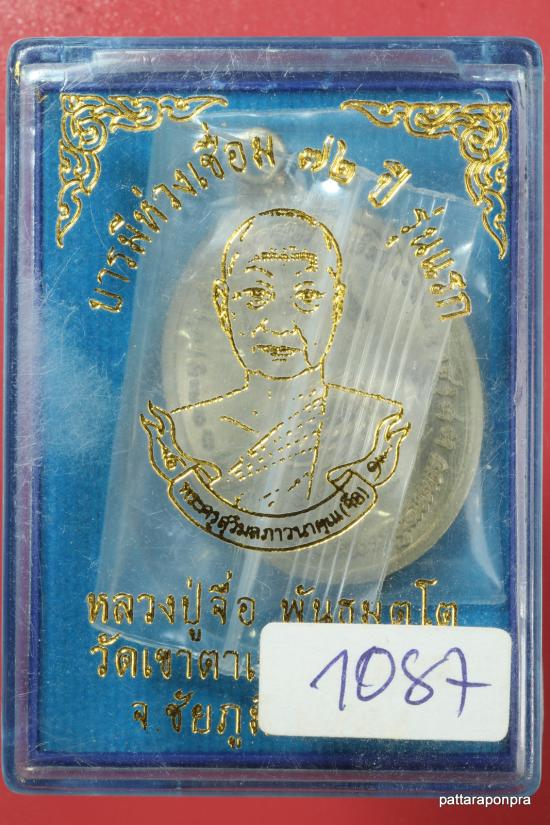 บารมีห่วงเชื่อม ๗๒ ปี รุ่นแรก
พระครูสุวิมลภาวนาคุณ(จื่อ)
หลวงปู่จื่อ พันธมุตโต
วัดเขาตาเ
จ.ชัยภูมิ
1087
pattaraponpra